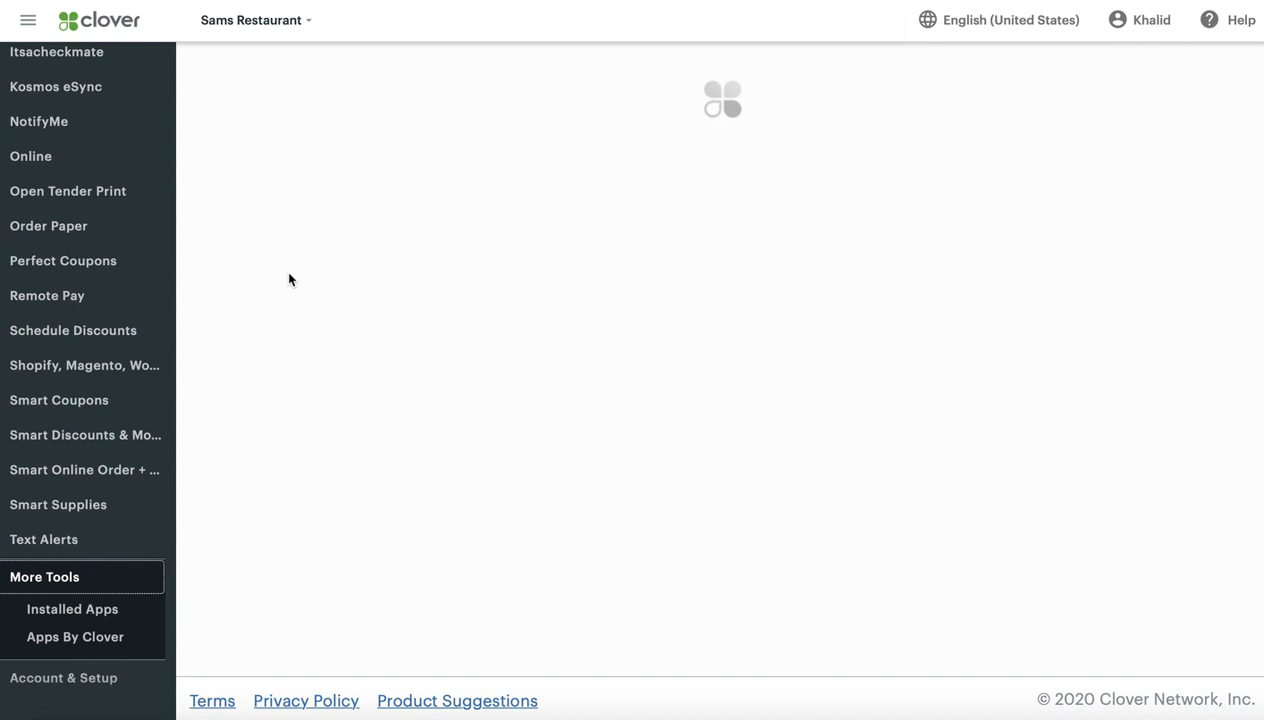 clover
Sams Restaurant
English (United States)
Khalid
Help
Itsacheckmate
Kosmos eSync
NotifyMe
Online
Open Tender Print
Order Paper
Perfect Coupons
Remote Pay
Schedule Discounts
Shopify, Magento, Wo...
Smart Coupons
Smart Discounts & Mo...
Smart Online Order + ...
Smart Supplies
Text Alerts
More Tools
Installed Apps
Apps By Clover
Account & Setup
Terms Privacy Policy Product Suggestions
© 2020 Clover Network, Inc.